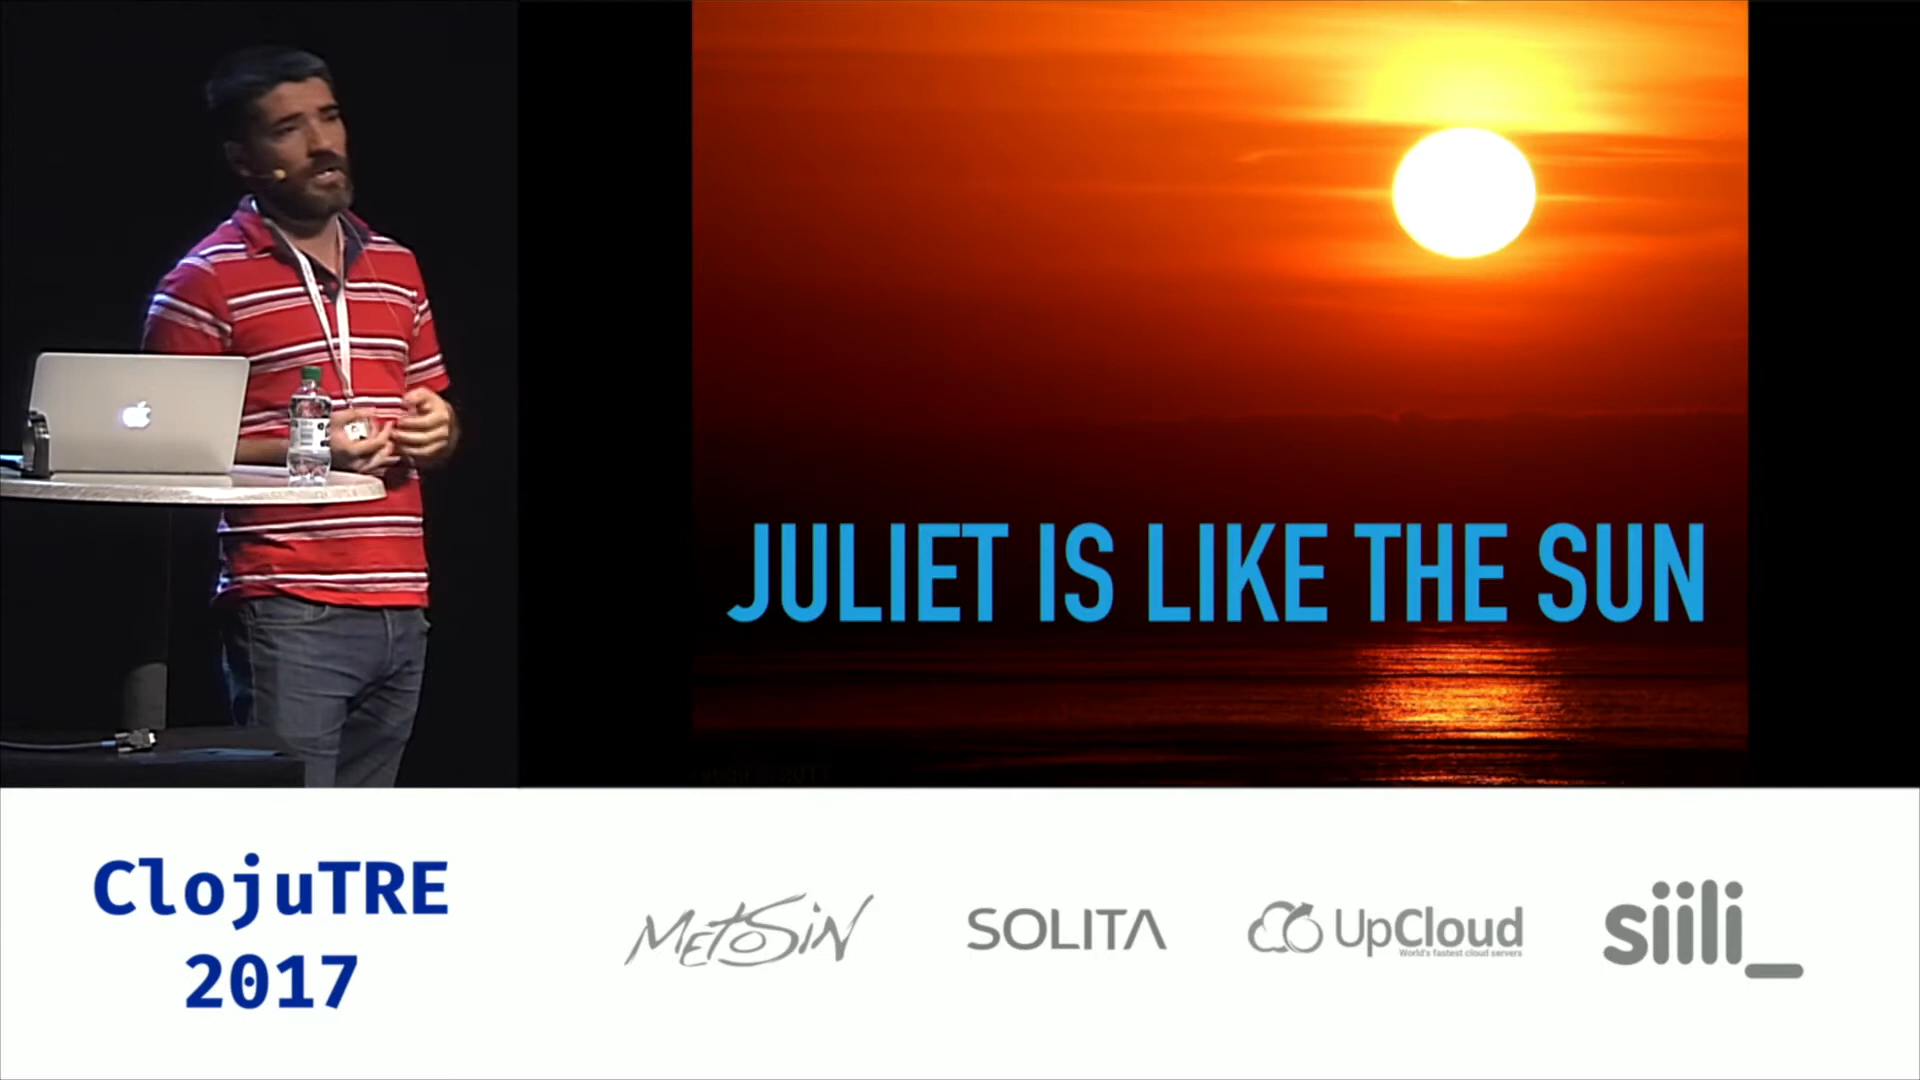 JULIET IS LIKE THE SUN
ClojuTRE
2017
METOSIN
SOLITA
UpCloud
World's fastest cloud servers
siili_